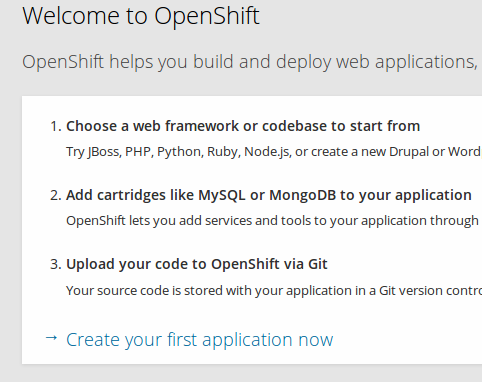 Welcome to OpenShift
OpenShift helps you build and deploy web applications,
1. Choose a web framework or codebase to start from
Try JBoss, PHP, Python, Ruby, Node.js, or create a new Drupal or Word
2. Add cartridges like MySQL or MongoDB to your application
OpenShift lets you add services and tools to your application through
3. Upload your code to OpenShift via Git
Your source code is stored with your application in a Git version contro
→ Create your first application now